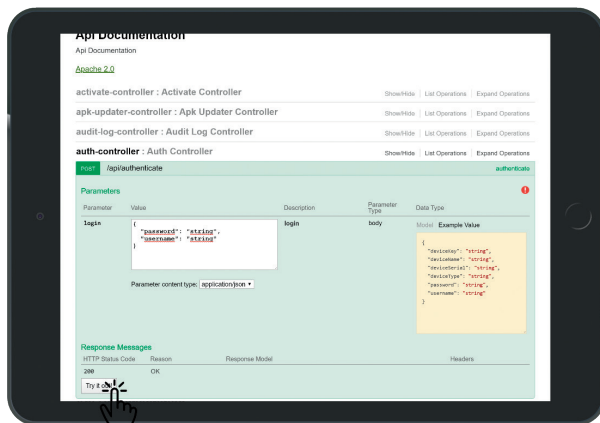 Api Documentation
Api Documentation
Apache 2.0
activate-controller : Activate Controller Show/Hide List Operations Expand Operations
apk-updater-controller : Apk Updater Controller Show/Hide List Operations Expand Operations
audit-log-controller : Audit Log Controller Show/Hide List Operations Expand Operations
auth-controller : Auth Controller Show/Hide List Operations Expand Operations
POST /api/authenticate authenticate
Parameters
Parameter Value Description Parameter Type Data Type
login { login body Model Example Value
"password": "string",
"username": "string"
}
{
"deviceKey": "string",
"deviceName": "string",
"deviceSerial": "string",
"deviceType": "string",
"password": "string",
"username": "string"
}
Parameter content type: application/json
Response Messages
HTTP Status Code Reason Response Model Headers
200 OK
Try it out!